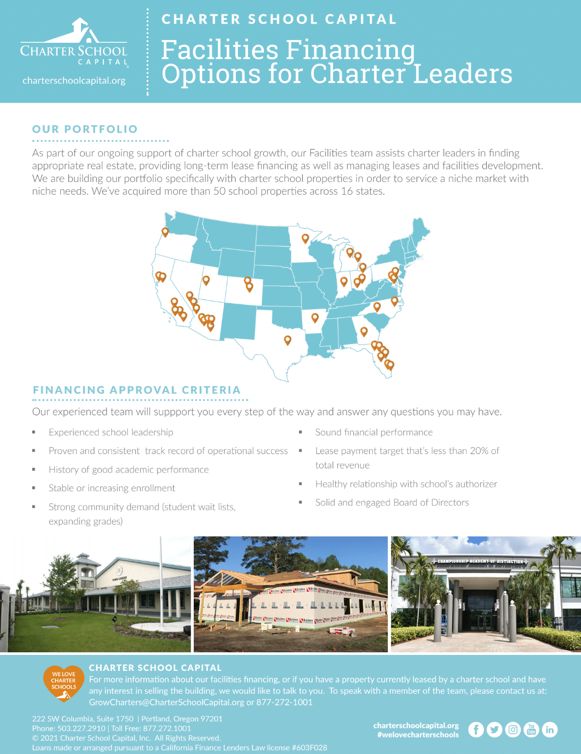 CHARTER SCHOOL
CAPITAL
charterschoolcapital.org
CHARTER SCHOOL CAPITAL
Facilities Financing
Options for Charter Leaders
OUR PORTFOLIO
As part of our ongoing support of charter school growth, our Facilities team assists charter leaders in finding
appropriate real estate, providing long-term lease financing as well as managing leases and facilities development.
We are building our portfolio specifically with charter school properties in order to service a niche market with
niche needs. We've acquired more than 50 school properties across 16 states.
FINANCING APPROVAL CRITERIA
Our experienced team will suppport you every step of the way and answer any questions you may have.
▪ Experienced school leadership
▪ Proven and consistent track record of operational success
▪ History of good academic performance
▪ Stable or increasing enrollment
▪ Strong community demand (student wait lists,
expanding grades)
▪ Sound financial performance
▪ Lease payment target that's less than 20% of
total revenue
▪ Healthy relationship with school's authorizer
▪ Solid and engaged Board of Directors
CHAMPIONSHIP ACADEMY OF DISTINCTION
WE LOVE
CHARTER
SCHOOLS
CHARTER SCHOOL CAPITAL
For more information about our facilities financing, or if you have a property currently leased by a charter school and have
any interest in selling the building, we would like to talk to you. To speak with a member of the team, please contact us at:
GrowCharters@CharterSchoolCapital.org or 877-272-1001
222 SW Columbia, Suite 1750 | Portland, Oregon 97201
Phone: 503.227.2910 | Toll Free: 877.272.1001
© 2021 Charter School Capital, Inc. All Rights Reserved.
Loans made or arranged pursuant to a California Finance Lenders Law license #603F028
charterschoolcapital.org
#welovecharterschools